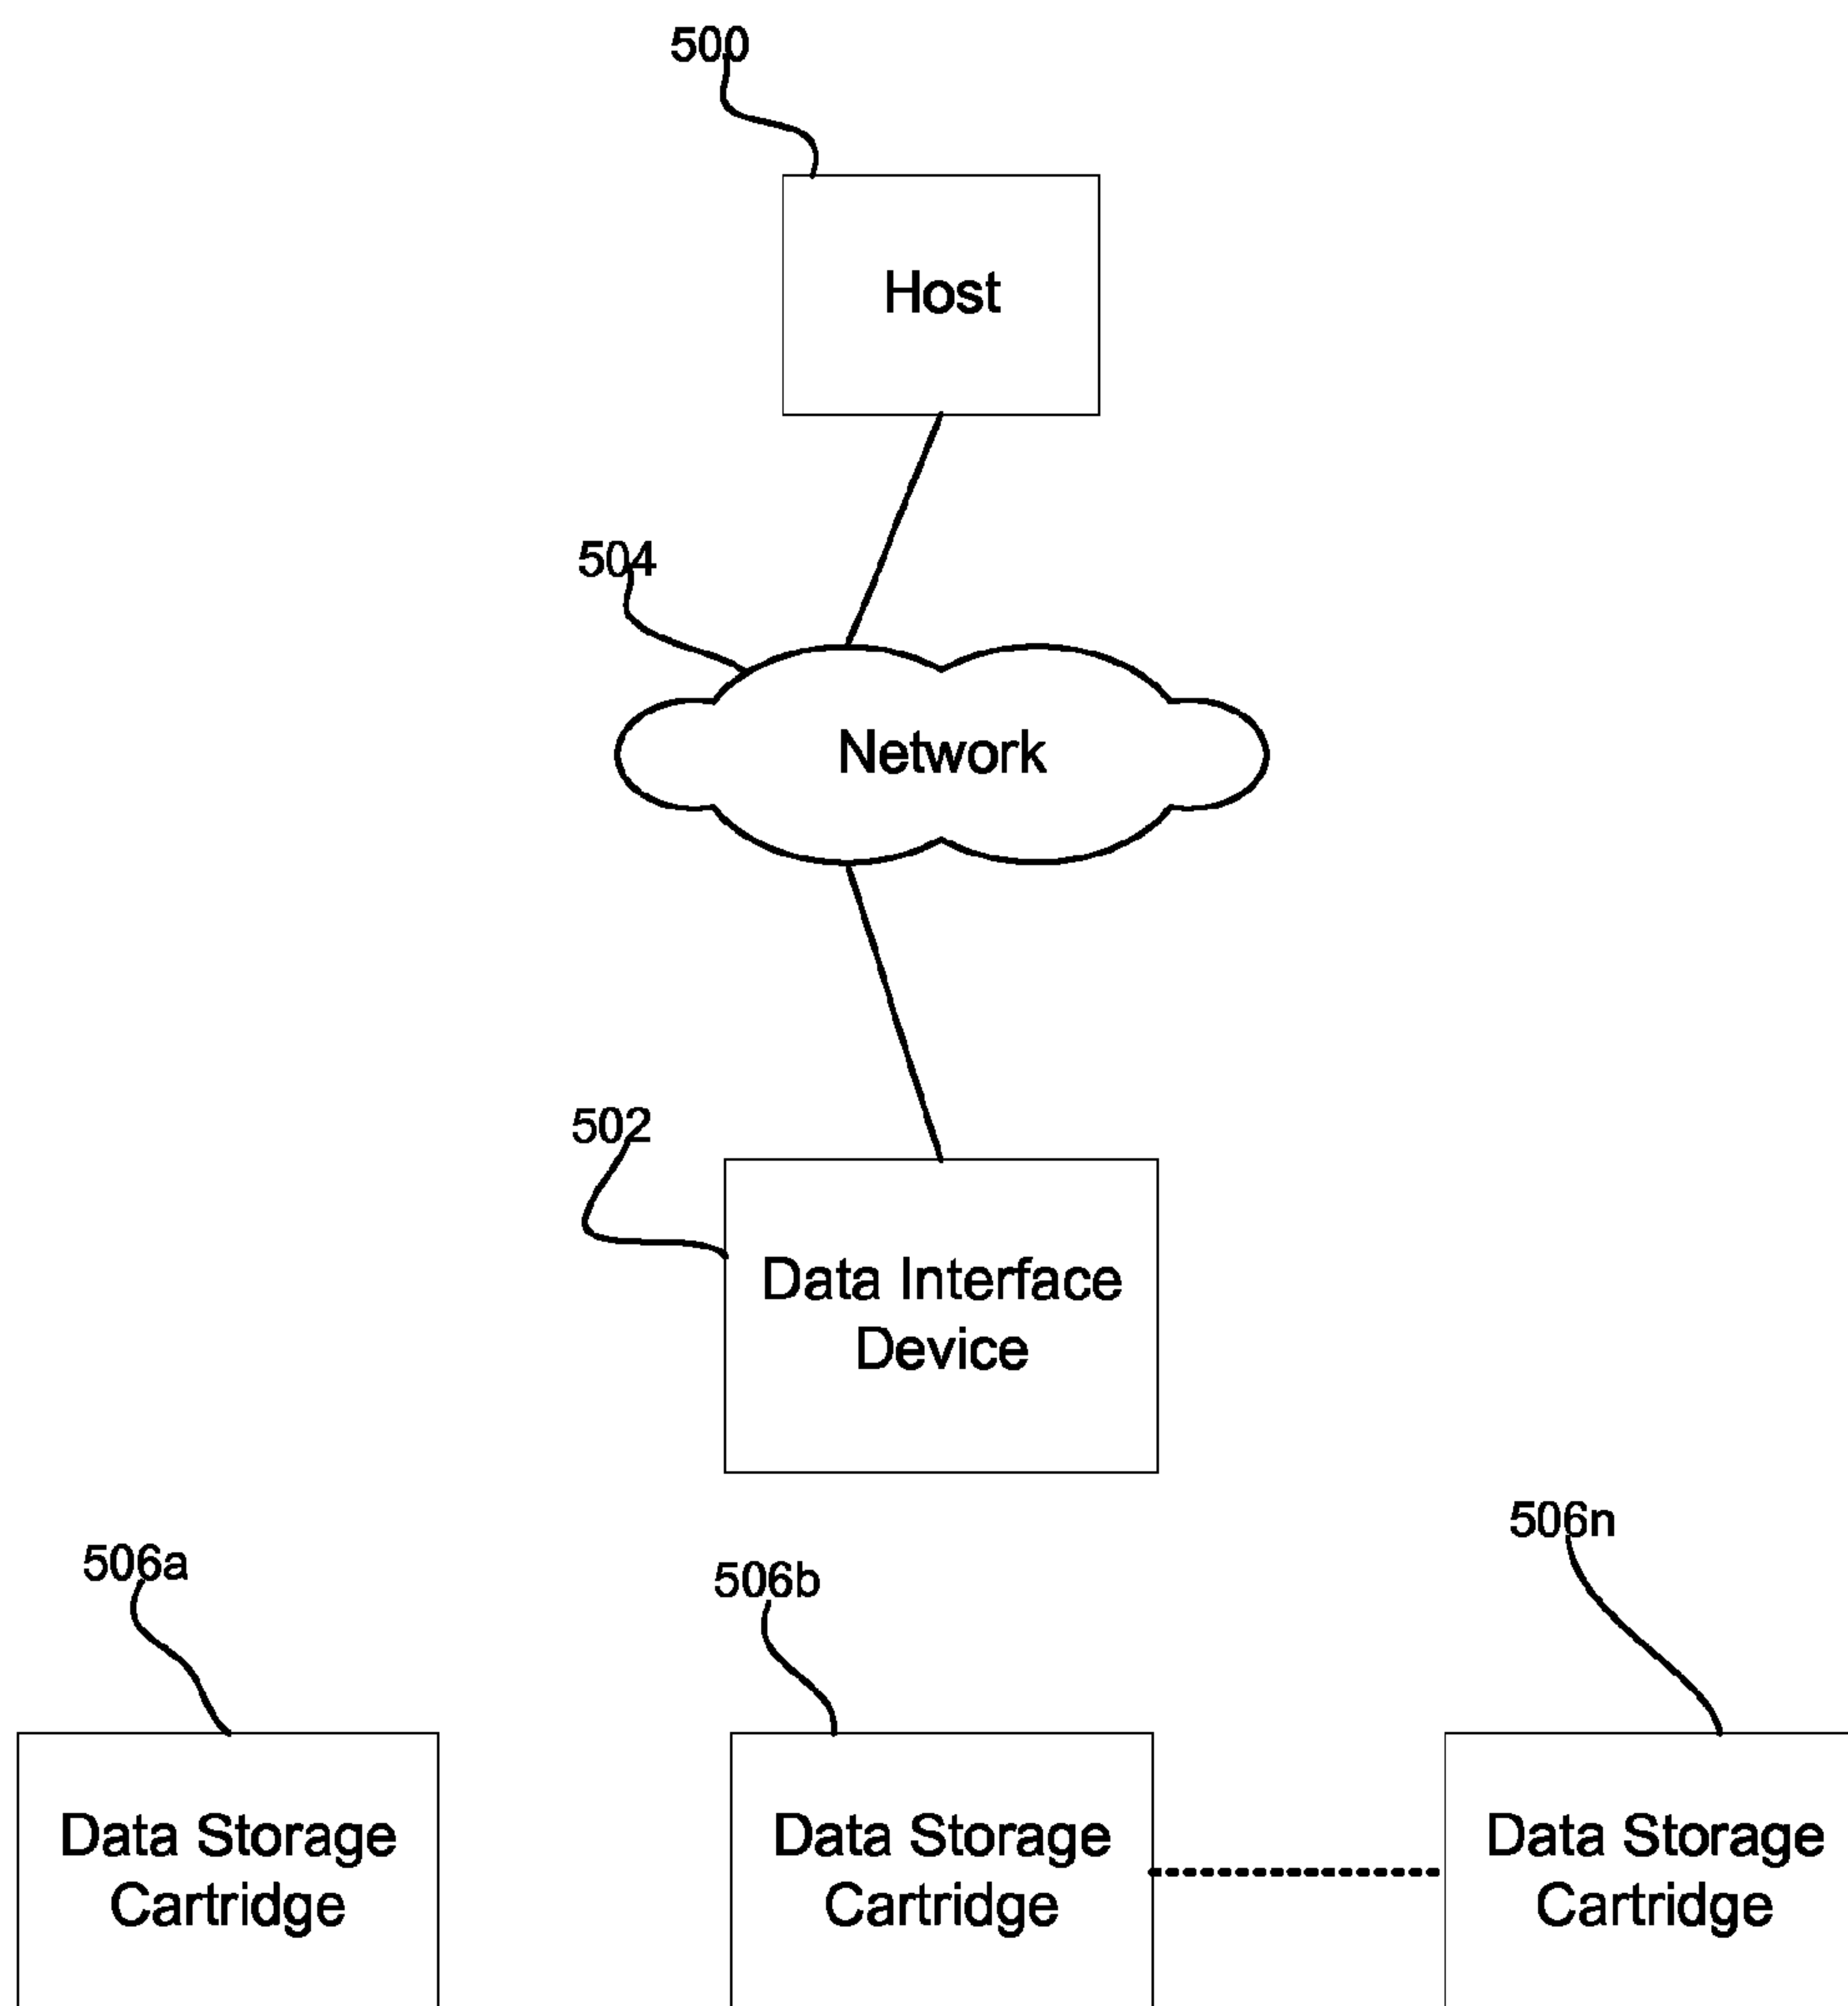 500
Host
504
Network
502
Data Interface
Device
506a
506b
506n
Data Storage
Cartridge
Data Storage
Cartridge
Data Storage
Cartridge